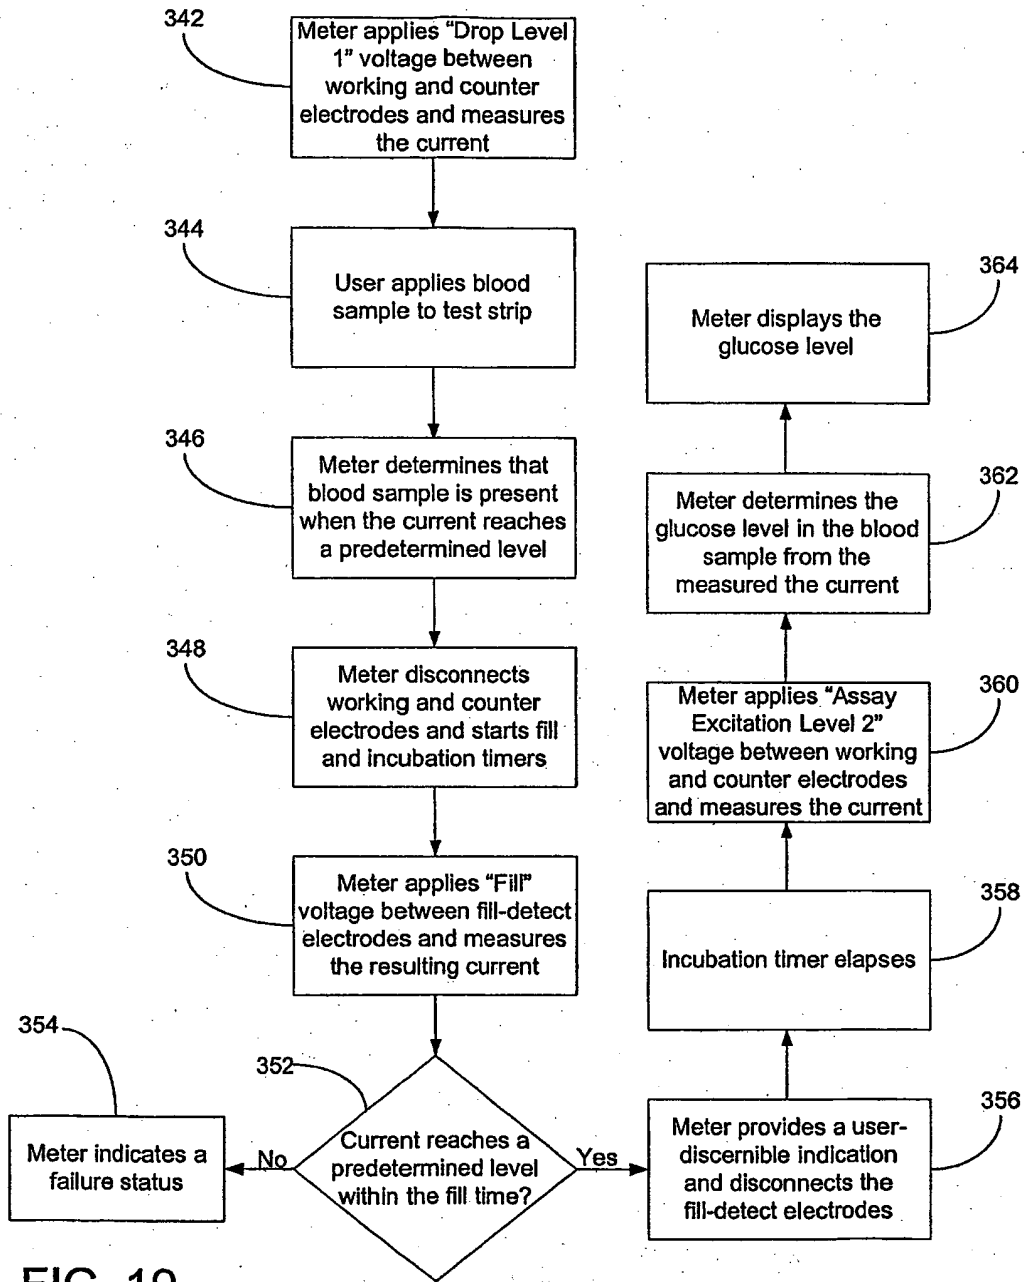 342
Meter applies “Drop Level
1” voltage between
working and counter
electrodes and measures
the current
344
User applies blood
sample to test strip
346
Meter determines that
blood sample is present
when the current reaches
a predetermined level
348
Meter disconnects
working and counter
electrodes and starts fill
and incubation timers
350
Meter applies “Fill”
voltage between fill-detect
electrodes and measures
the resulting current
352
Current reaches a
predetermined level
within the fill time?
No
354
Meter indicates a
failure status
Yes
356
Meter provides a user-
discernible indication
and disconnects the
fill-detect electrodes
358
Incubation timer elapses
360
Meter applies “Assay
Excitation Level 2”
voltage between working
and counter electrodes
and measures the current
362
Meter determines the
glucose level in the blood
sample from the
measured the current
364
Meter displays the
glucose level
FIG. 19